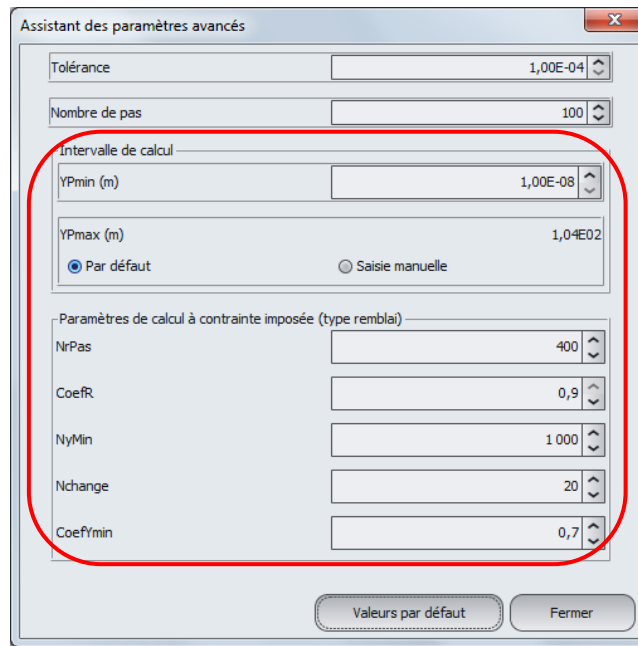 Assistant des paramètres avancés
Tolérance 1,00E-04
Nombre de pas 100
Intervalle de calcul
YPmin (m) 1,00E-08
YPmax (m) 1,04E02
Par défaut Saisie manuelle
Paramètres de calcul à contrainte imposée (type remblai)
NrPas 400
CoefR 0,9
NyMin 1 000
Nchange 20
CoefYmin 0,7
Valeurs par défaut Fermer